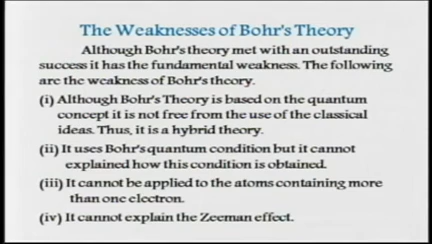 The Weaknesses of Bohr's Theory
Although Bohr's theory met with an outstanding
success it has the fundamental weakness. The following
are the weakness of Bohr's theory.
(i) Although Bohr's Theory is based on the quantum
concept it is not free from the use of the classical
ideas. Thus, it is a hybrid theory.
(ii) It uses Bohr's quantum condition but it cannot
explained how this condition is obtained.
(iii) It cannot be applied to the atoms containing more
than one electron.
(iv) It cannot explain the Zeeman effect.